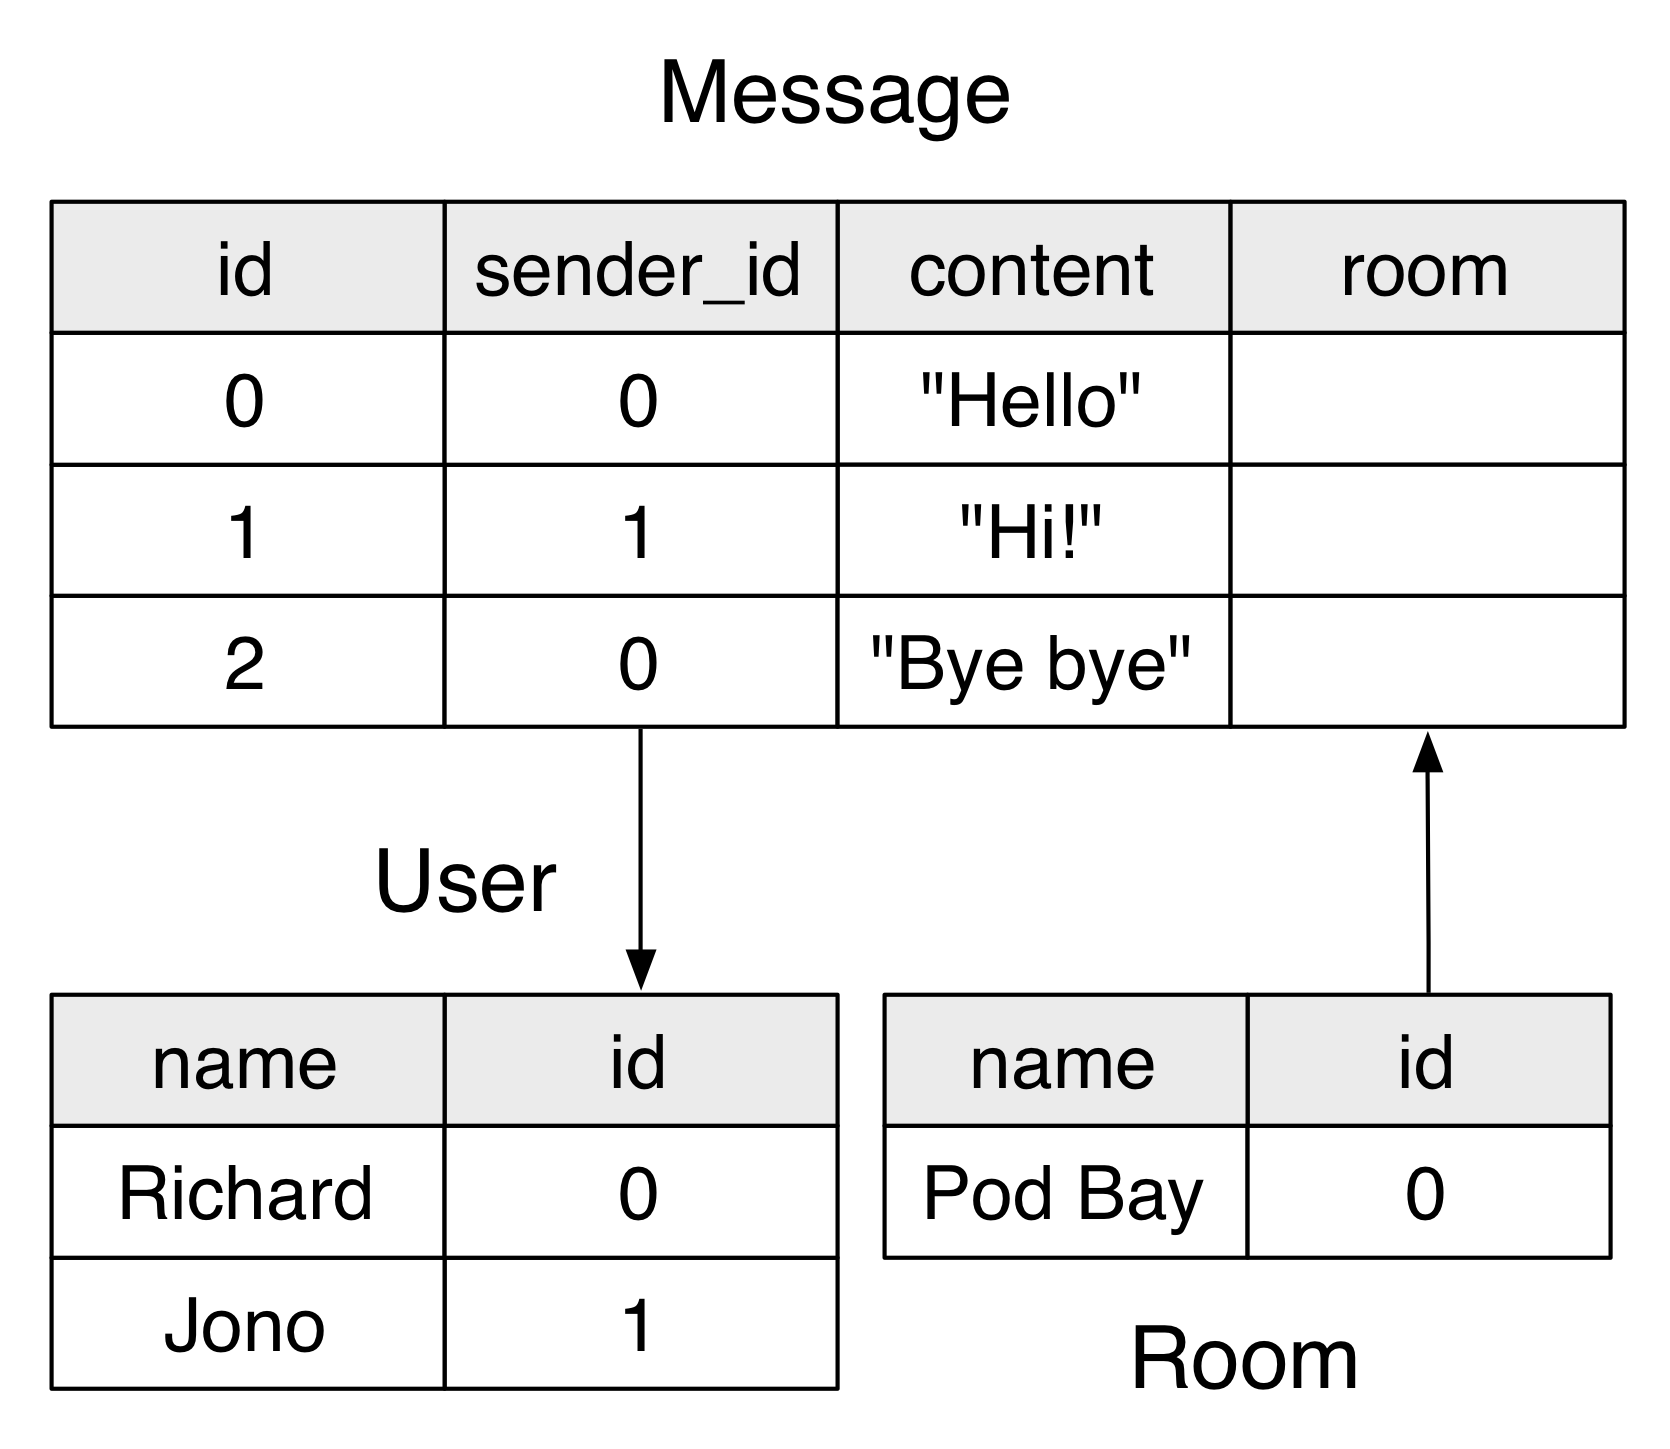 Message
id sender_id content room
0 0 "Hello"
1 1 "Hi!"
2 0 "Bye bye"
User
name id
Richard 0
Jono 1
name id
Pod Bay 0
Room